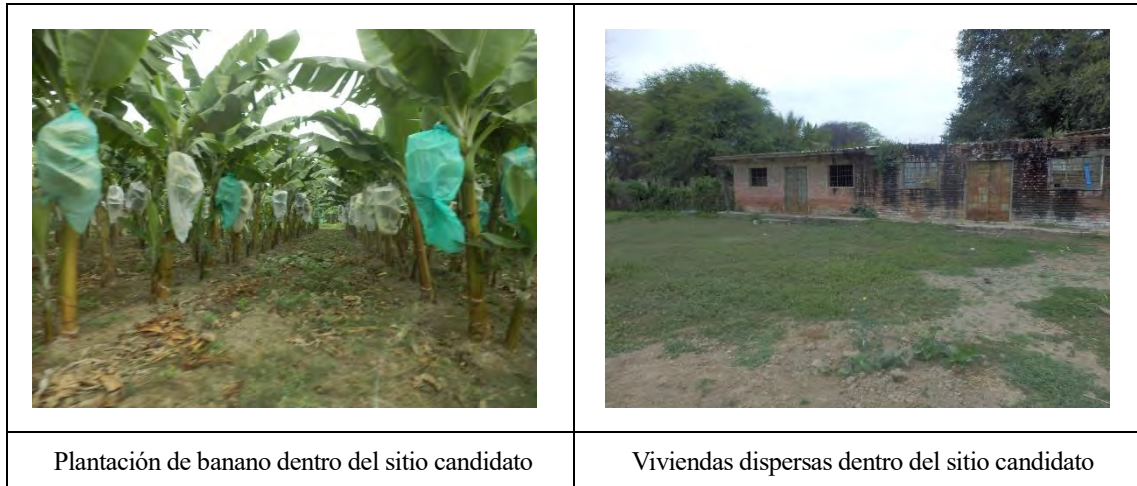 Plantación de banano dentro del sitio candidato
Viviendas dispersas dentro del sitio candidato